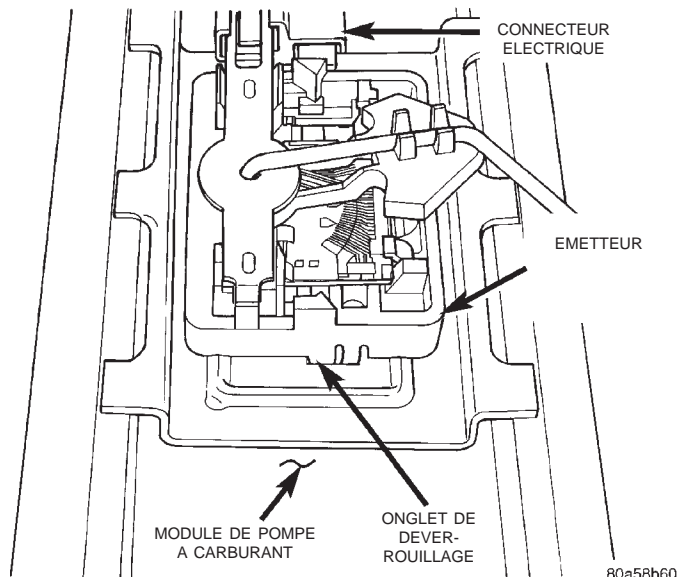 CONNECTEUR
ELECTRIQUE
EMETTEUR
MODULE DE POMPE
A CARBURANT
ONGLET DE
DEVER-
ROUILLAGE
80a58b60